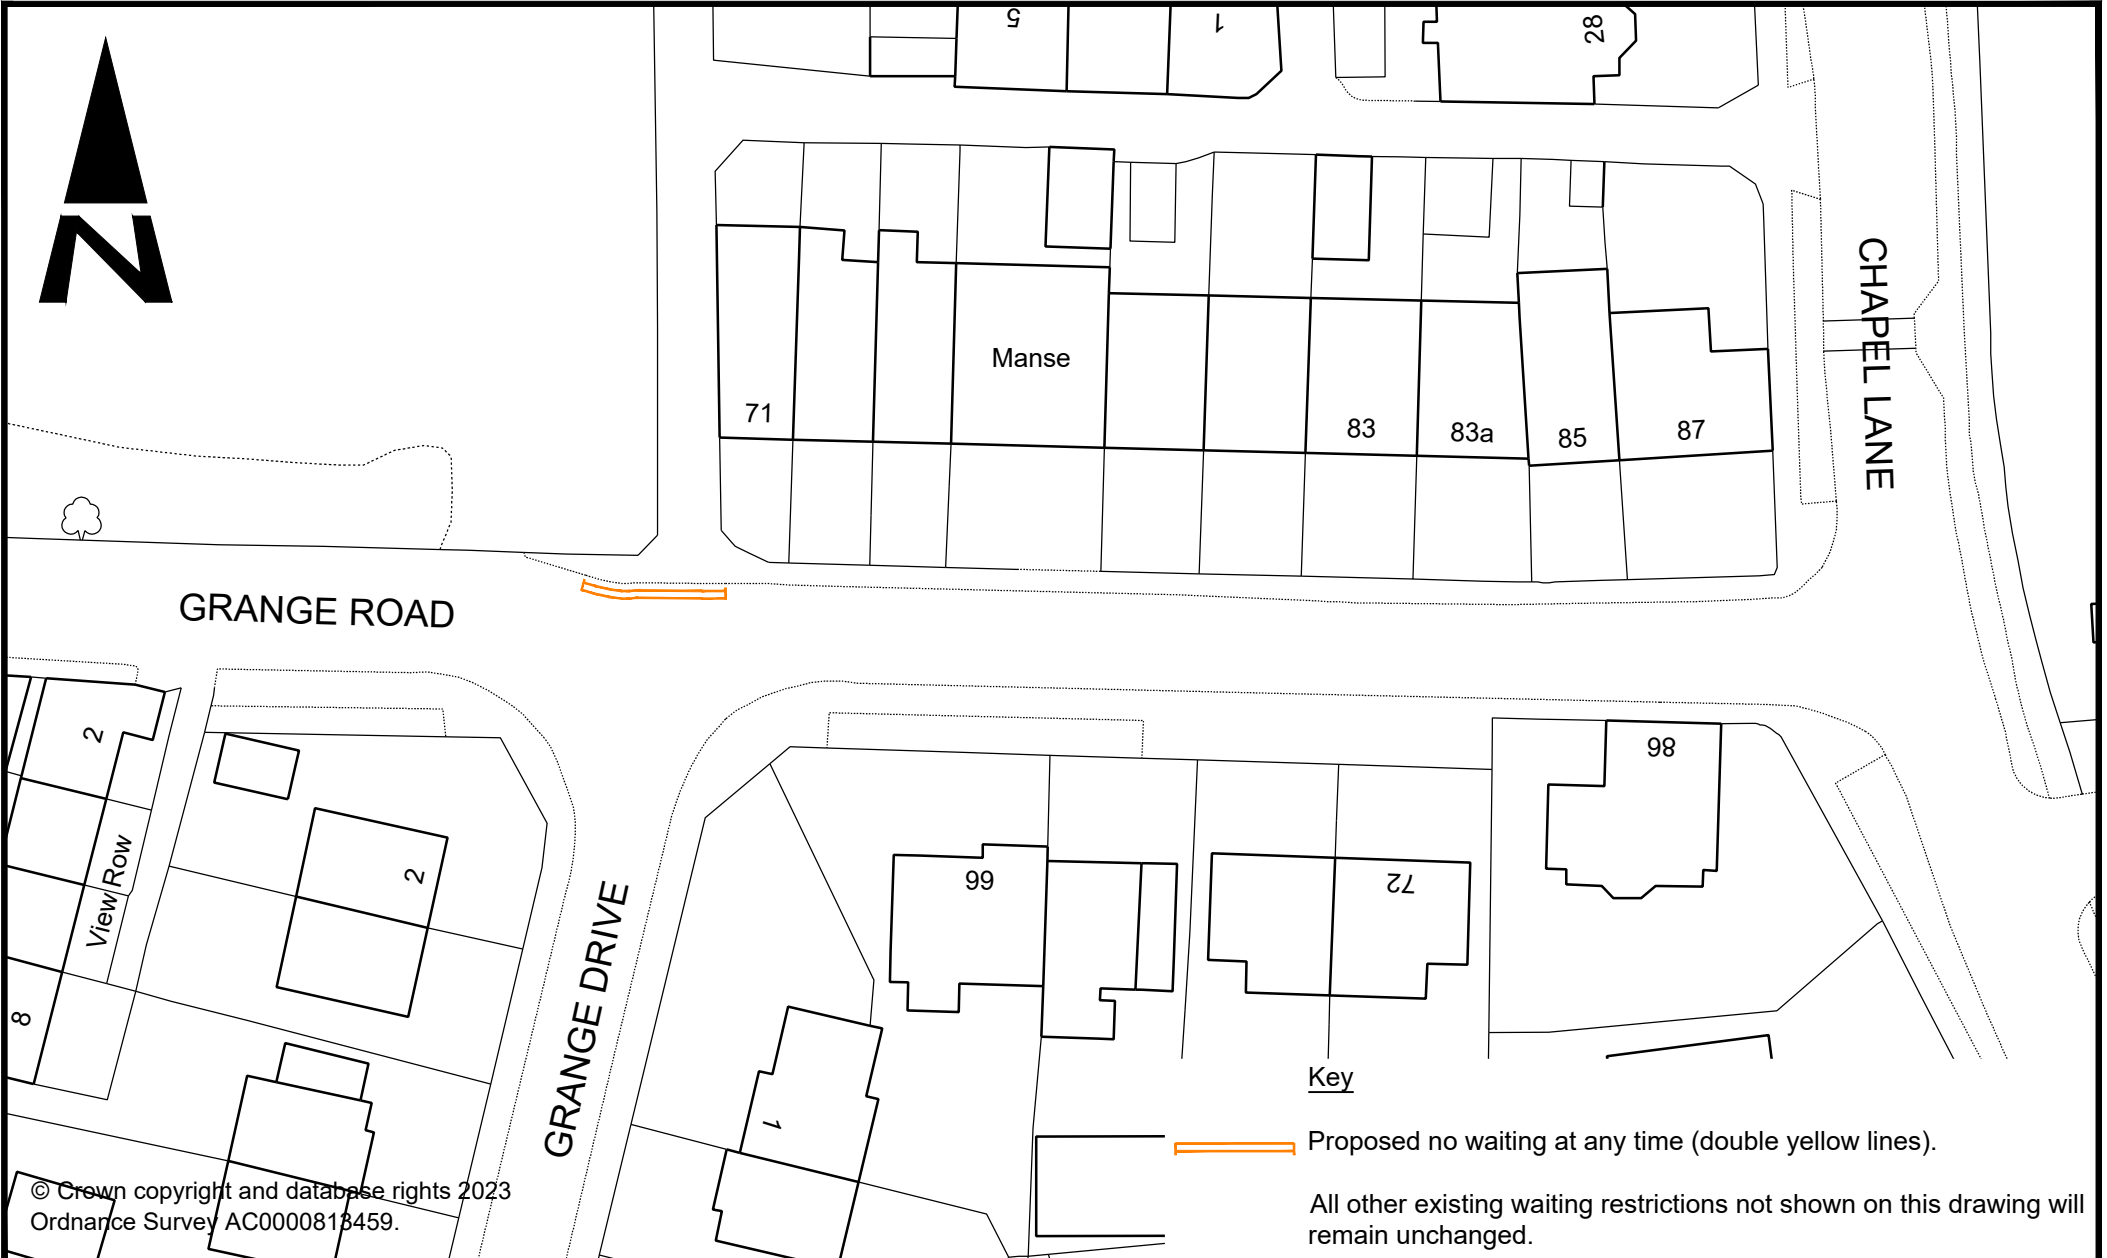 5
1
28
N
CHAPEL LANE
Manse
71
83
83a
85
87
GRANGE ROAD
2
View Row
8
2
GRANGE DRIVE
1
66
72
86
Key
Proposed no waiting at any time (double yellow lines).
All other existing waiting restrictions not shown on this drawing will
remain unchanged.
© Crown copyright and database rights 2023
Ordnance Survey AC0000813459.